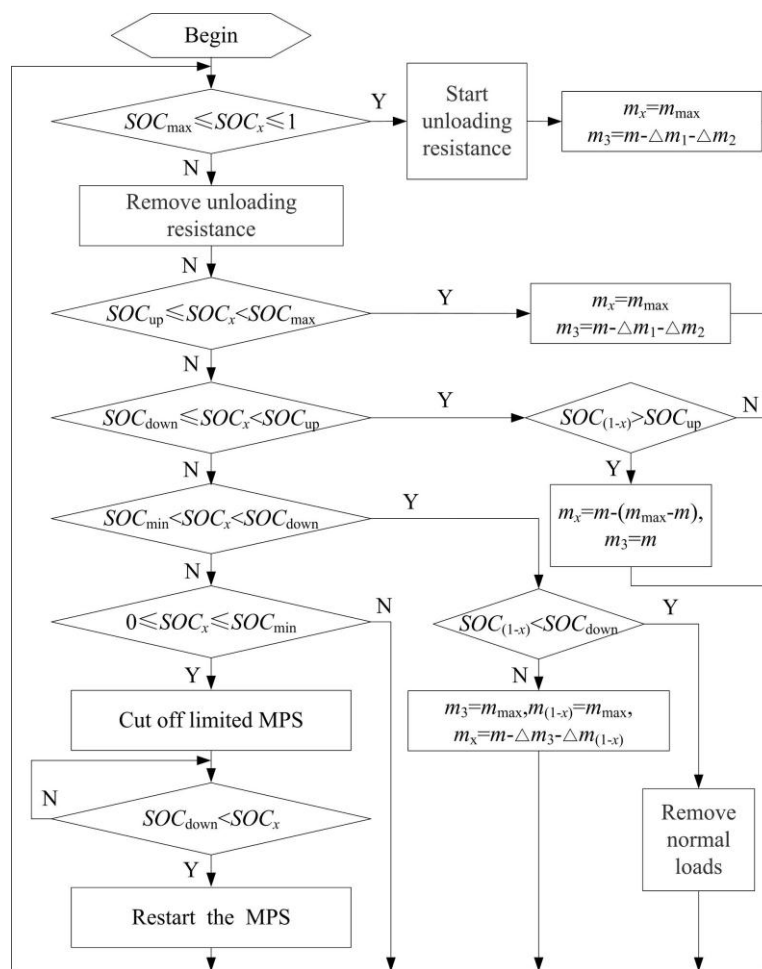 Begin
SOCmax≤SOCx≤1
Y
Start
unloading
resistance
mx=mmax
m3=m-△m1-△m2
N
Remove unloading
resistance
N
SOCup≤SOCx<SOCmax
Y
mx=mmax
m3=m-△m1-△m2
N
SOCdown≤SOCx<SOCup
Y
SOC(1-x)>SOCup
N
Y
mx=m-(mmax-m),
m3=m
N
SOCmin<SOCx<SOCdown
Y
N
0≤SOCx≤SOCmin
N
SOC(1-x)<SOCdown
Y
N
m3=mmax,m(1-x)=mmax,
mx=m-△m3-△m(1-x)
Y
Cut off limited MPS
N
SOCdown<SOCx
Y
Remove
normal
loads
Restart the MPS